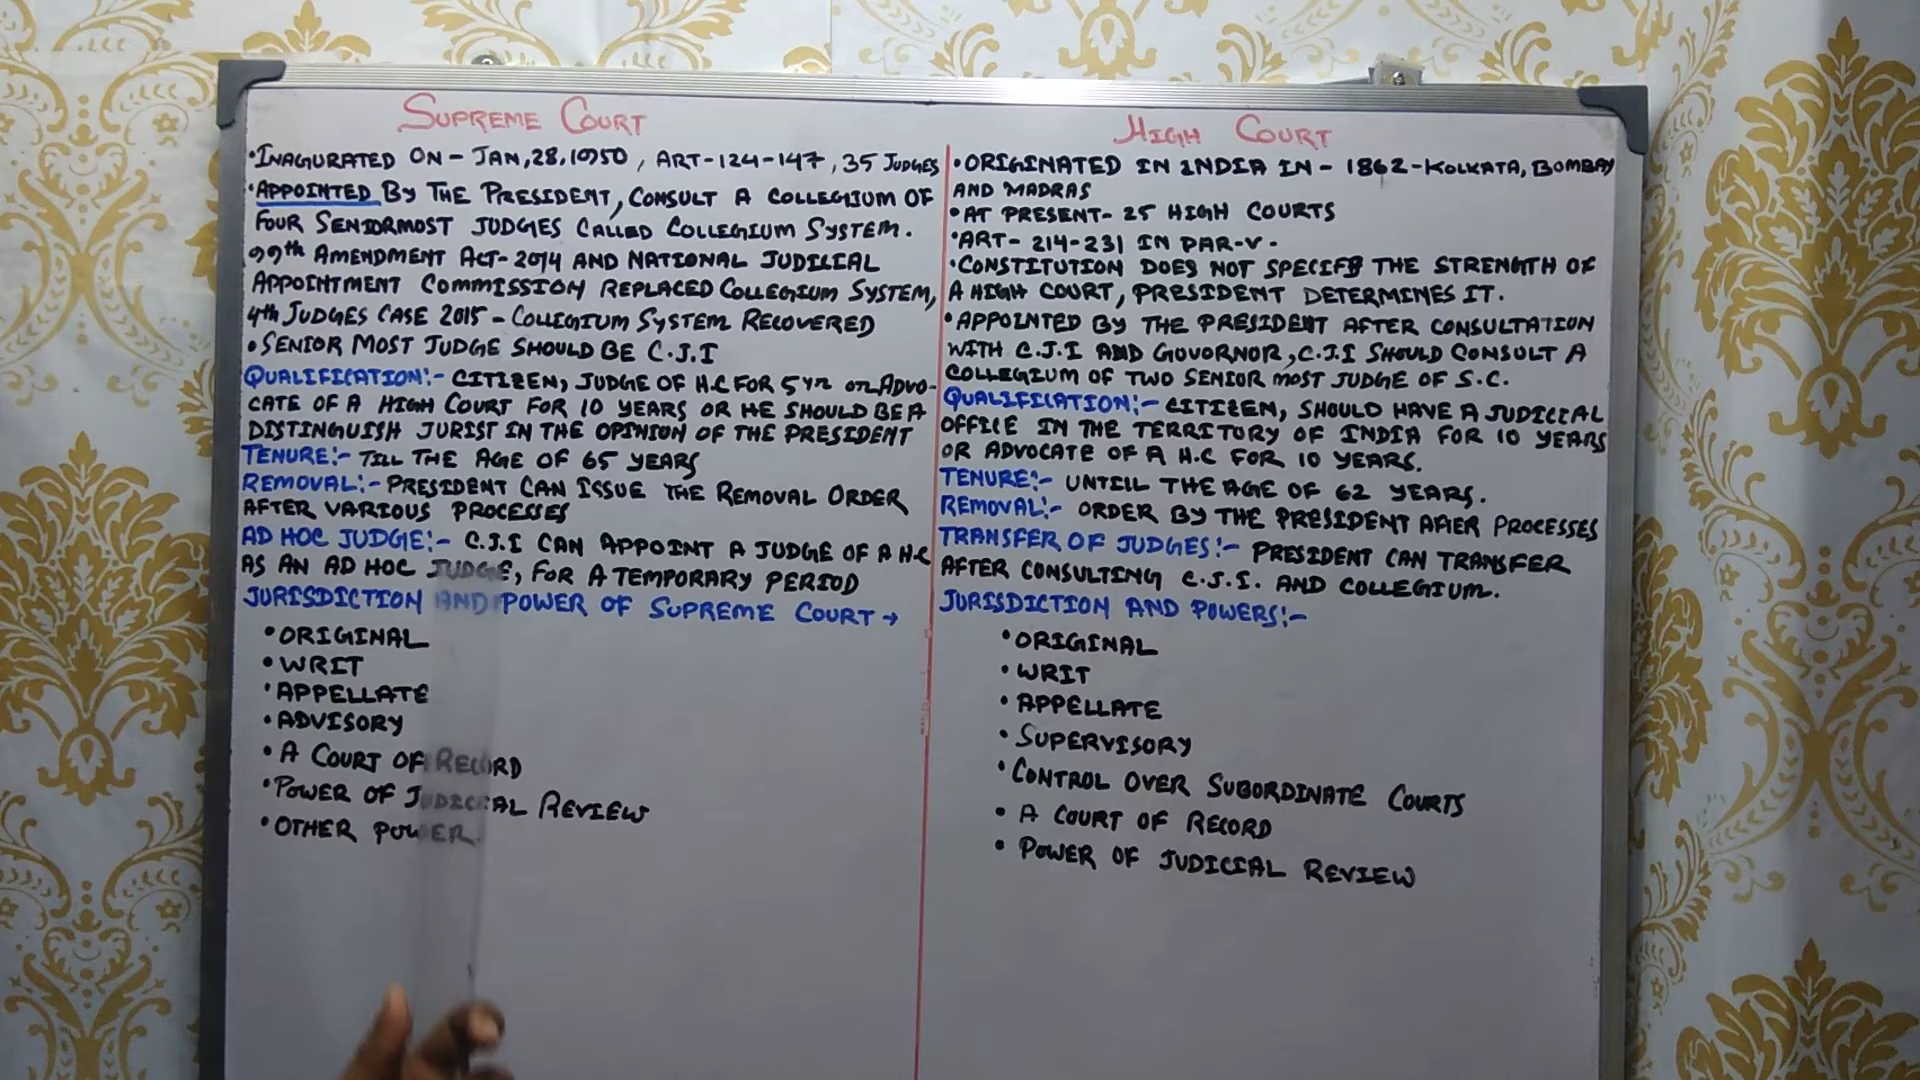 SUPREME COURT
• INAGURATED ON - JAN, 28, 1950, ART-124-147, 35 JUDGES
• APPOINTED BY THE PRESIDENT, CONSULT A COLLEGIUM OF
FOUR SENIORMOST JUDGES CALLED COLLEGIUM SYSTEM.
99th AMENDMENT ACT-2014 AND NATIONAL JUDICIAL
APPOINTMENT COMMISSION REPLACED COLLEGIUM SYSTEM,
4th JUDGES CASE 2015 - COLLEGIUM SYSTEM RECOVERED
• SENIOR MOST JUDGE SHOULD BE C.J.I
QUALIFICATION:- CITIZEN, JUDGE OF H.C FOR 5 YR OR ADVO-
CATE OF A HIGH COURT FOR 10 YEARS OR HE SHOULD BE A
DISTINGUISH JURIST IN THE OPINION OF THE PRESIDENT
TENURE:- TILL THE AGE OF 65 YEARS
REMOVAL:- PRESIDENT CAN ISSUE THE REMOVAL ORDER
AFTER VARIOUS PROCESSES
AD HOC JUDGE:- C.J.I CAN APPOINT A JUDGE OF A H.C
AS AN AD HOC JUDGE, FOR A TEMPORARY PERIOD
JURISDICTION AND POWER OF SUPREME COURT →
• ORIGINAL
• WRIT
• APPELLATE
• ADVISORY
• A COURT OF RECORD
• POWER OF JUDICIAL REVIEW
• OTHER POWER.
HIGH COURT
• ORIGINATED IN INDIA IN - 1862 - KOLKATA, BOMBAY
AND MADRAS
• AT PRESENT - 25 HIGH COURTS
• ART - 214-231 IN PAR-V.
• CONSTITUTION DOES NOT SPECIFY THE STRENGTH OF
A HIGH COURT, PRESIDENT DETERMINES IT.
• APPOINTED BY THE PRESIDENT AFTER CONSULTATION
WITH C.J.I AND GOVORNOR, C.J.I SHOULD CONSULT A
COLLEGIUM OF TWO SENIOR MOST JUDGE OF S.C.
QUALIFICATION:- CITIZEN, SHOULD HAVE A JUDICIAL
OFFICE IN THE TERRITORY OF INDIA FOR 10 YEARS
OR ADVOCATE OF A H.C FOR 10 YEARS.
TENURE:- UNTIIL THE AGE OF 62 YEARS.
REMOVAL:- ORDER BY THE PRESIDENT AFTER PROCESSES
TRANSFER OF JUDGES:- PRESIDENT CAN TRANSFER
AFTER CONSULTING C.J.I. AND COLLEGIUM.
JURISDICTION AND POWERS:-
• ORIGINAL
• WRIT
• APPELLATE
• SUPERVISORY
• CONTROL OVER SUBORDINATE COURTS
• A COURT OF RECORD
• POWER OF JUDICIAL REVIEW